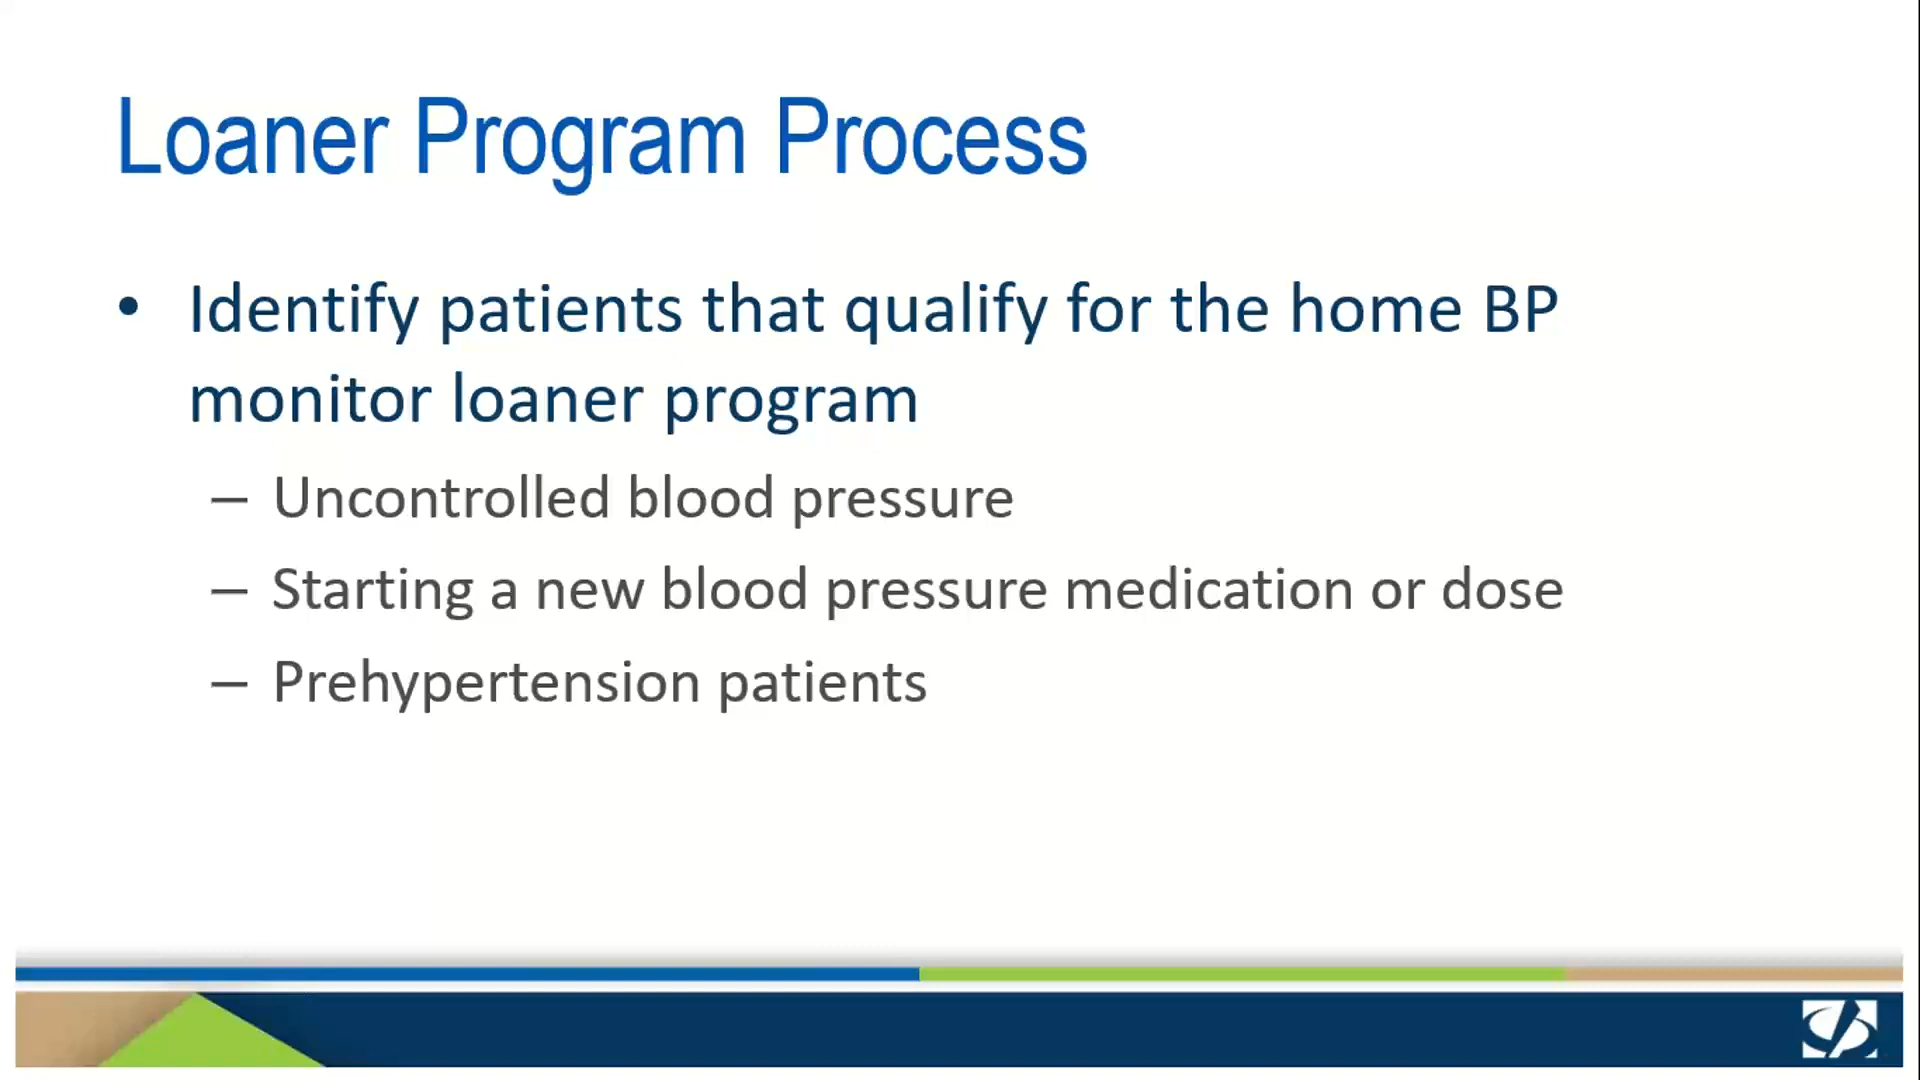 Loaner Program Process
• Identify patients that qualify for the home BP
monitor loaner program
– Uncontrolled blood pressure
– Starting a new blood pressure medication or dose
– Prehypertension patients